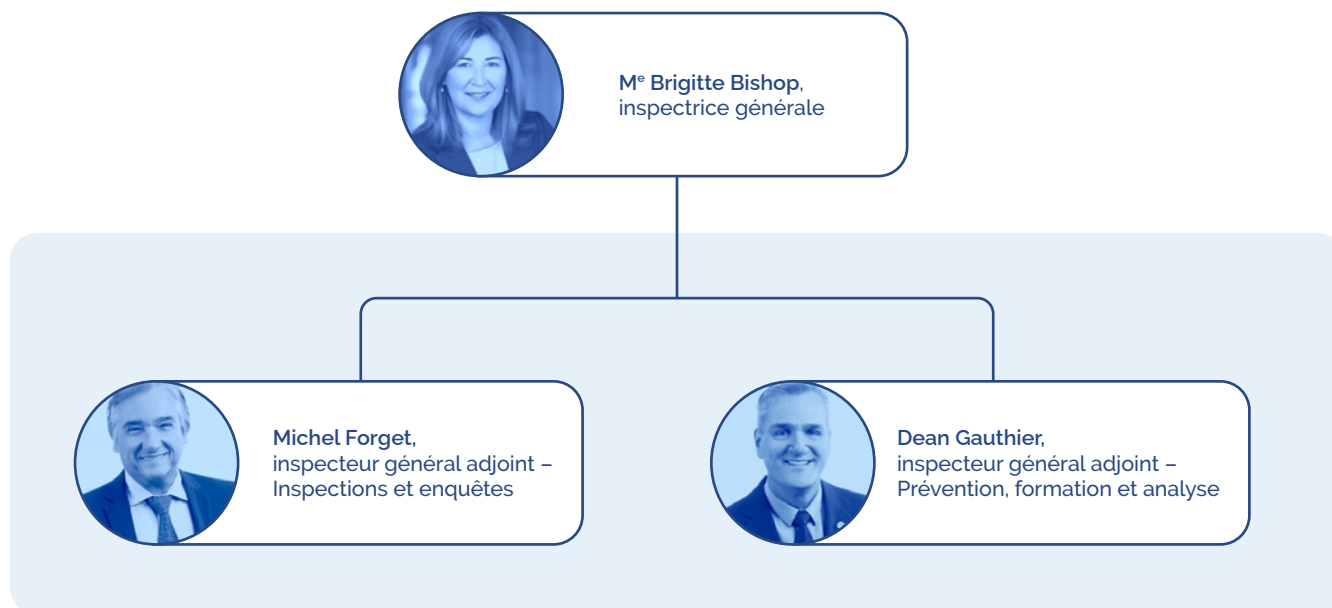 Mᵉ Brigitte Bishop,
inspectrice générale
Michel Forget,
inspecteur général adjoint –
Inspections et enquêtes
Dean Gauthier,
inspecteur général adjoint –
Prévention, formation et analyse